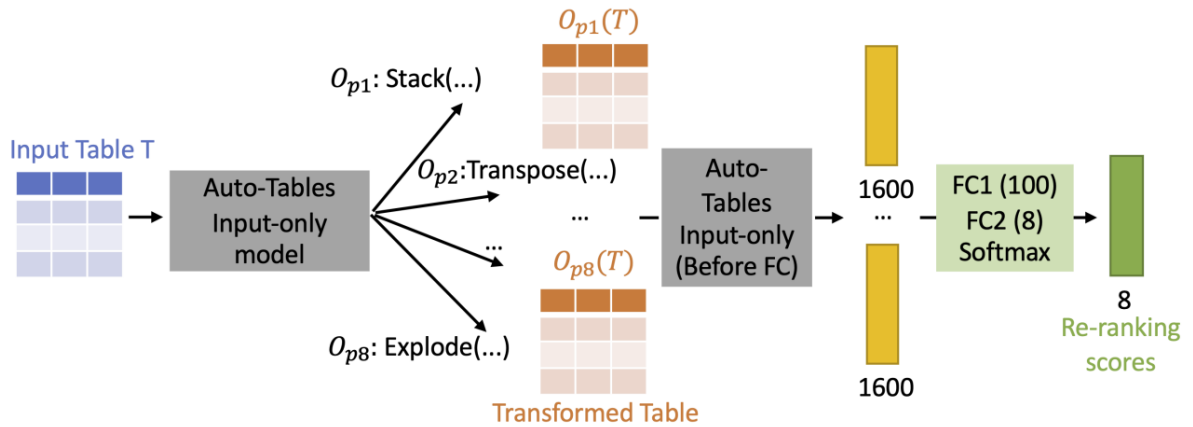 Input Table T
Auto-Tables
Input-only
model
O_{p1}: Stack(...)
O_{p2}:Transpose(...)
...
O_{p8}: Explode(...)
O_{p1}(T)
...
O_{p8}(T)
Transformed Table
Auto-
Tables
Input-only
(Before FC)
1600
...
1600
FC1 (100)
FC2 (8)
Softmax
8
Re-ranking
scores